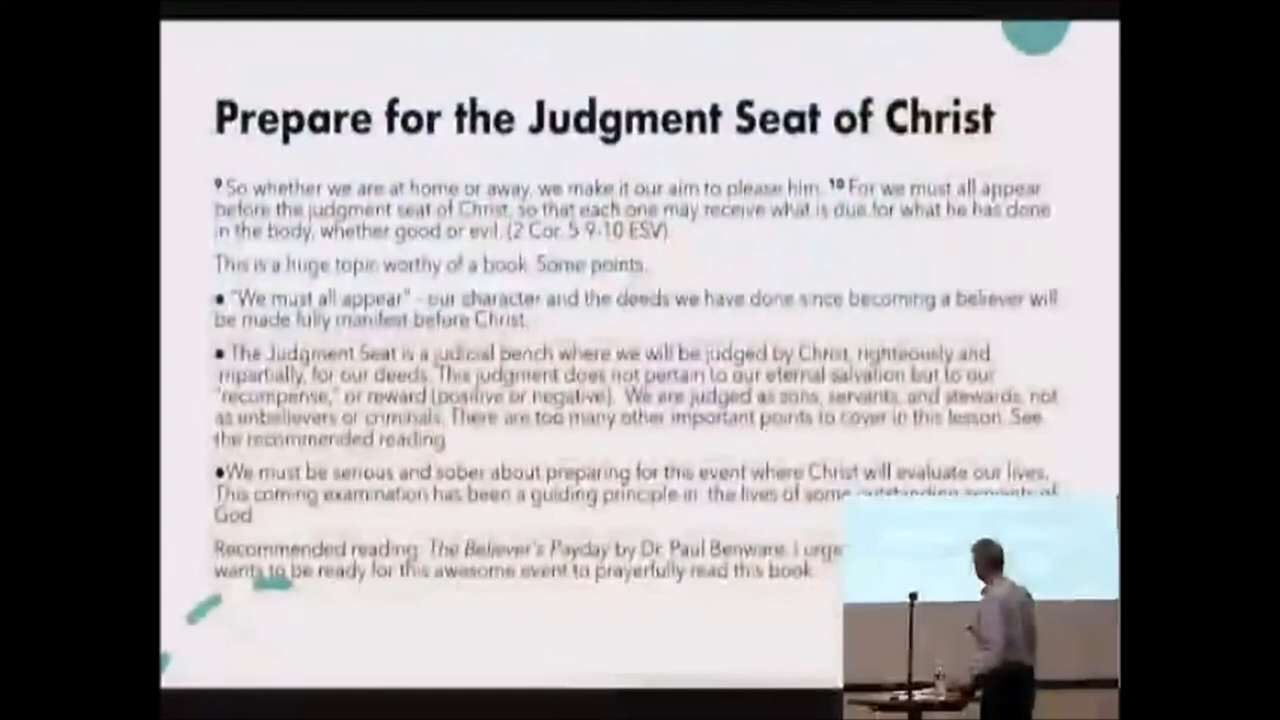 Prepare for the Judgment Seat of Christ
⁹ So whether we are at home or away, we make it our aim to please him. ¹⁰ For we must all appear
before the judgment seat of Christ, so that each one may receive what is due for what he has done
in the body, whether good or evil. (2 Cor. 5 9-10 ESV)
This is a huge topic worthy of a book. Some points.
● "We must all appear" - our character and the deeds we have done since becoming a believer will
be made fully manifest before Christ.
● The Judgment Seat is a judicial bench where we will be judged by Christ, righteously and
impartially, for our deeds. This judgment does not pertain to our eternal salvation but to our
"recompense," or reward (positive or negative). We are judged as sons, servants, and stewards, not
as unbelievers or criminals. There are too many other important points to cover in this lesson. See
the recommended reading.
●We must be serious and sober about preparing for this event where Christ will evaluate our lives.
This coming examination has been a guiding principle in the lives of some outstanding servants of
God
Recommended reading: The Believer's Payday by Dr. Paul Benware. I urge
wants to be ready for this awesome event to prayerfully read this book.